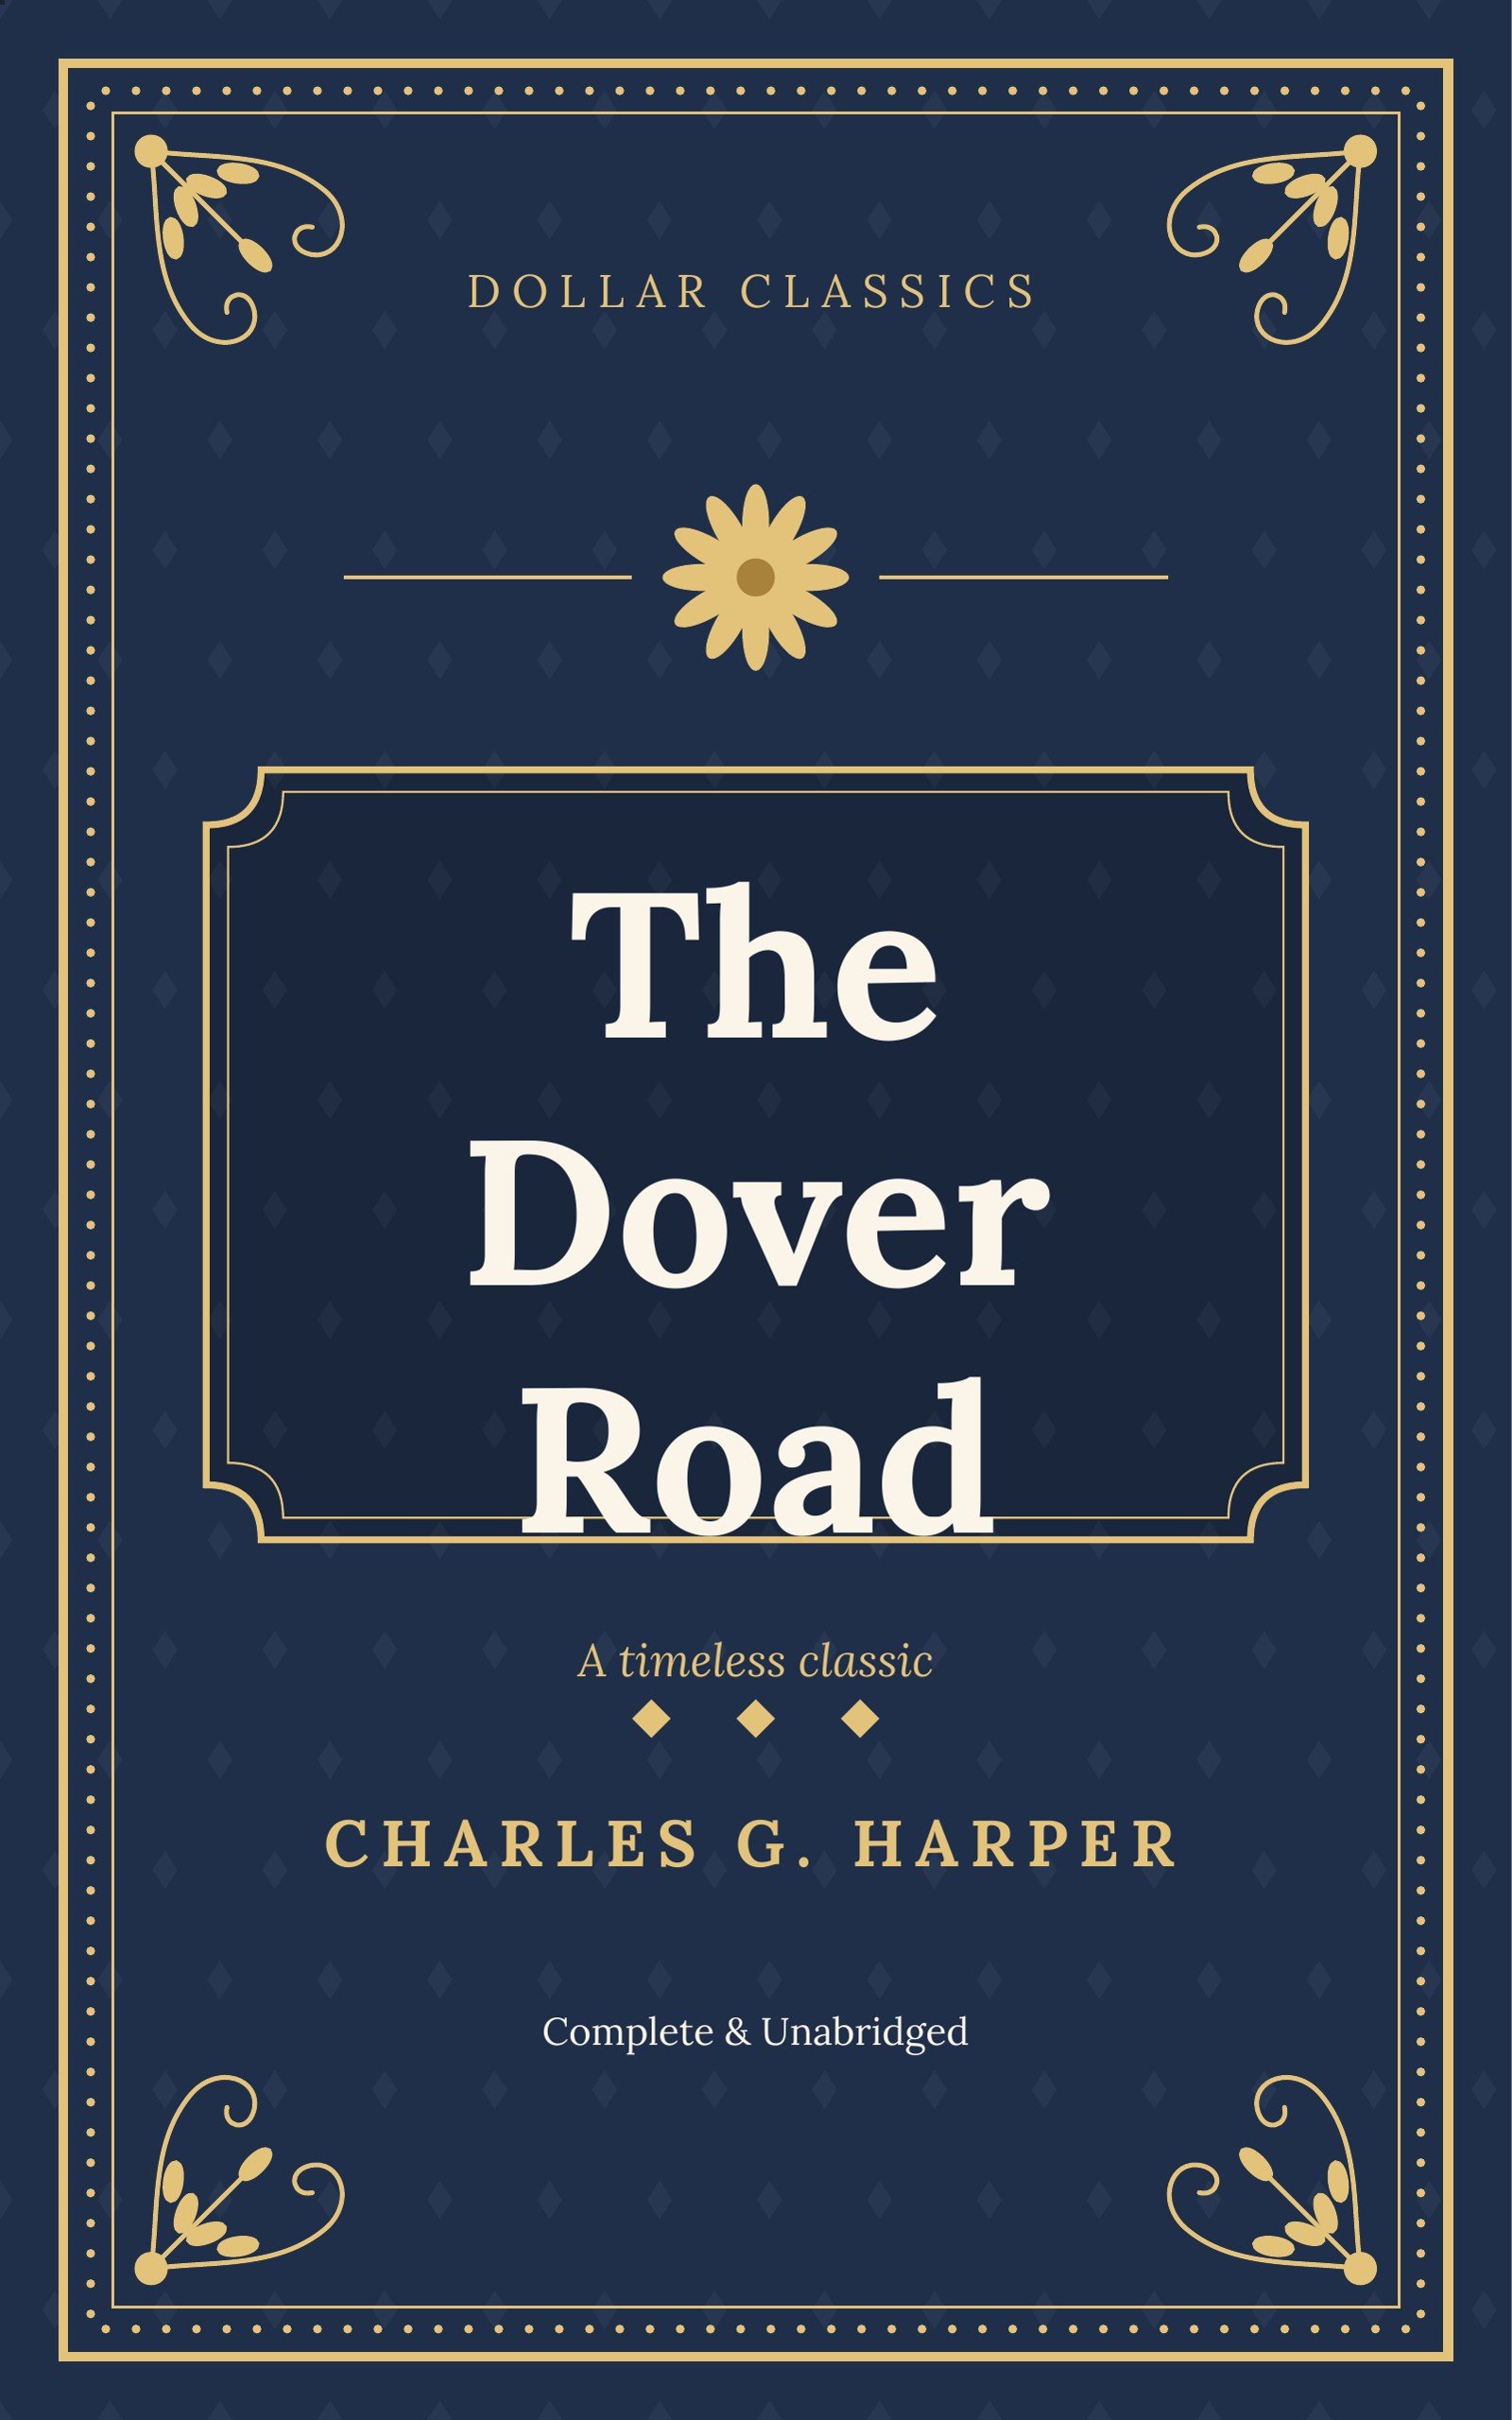 DOLLAR CLASSICS
The
Dover
Road
A timeless classic
CHARLES G. HARPER
Complete & Unabridged